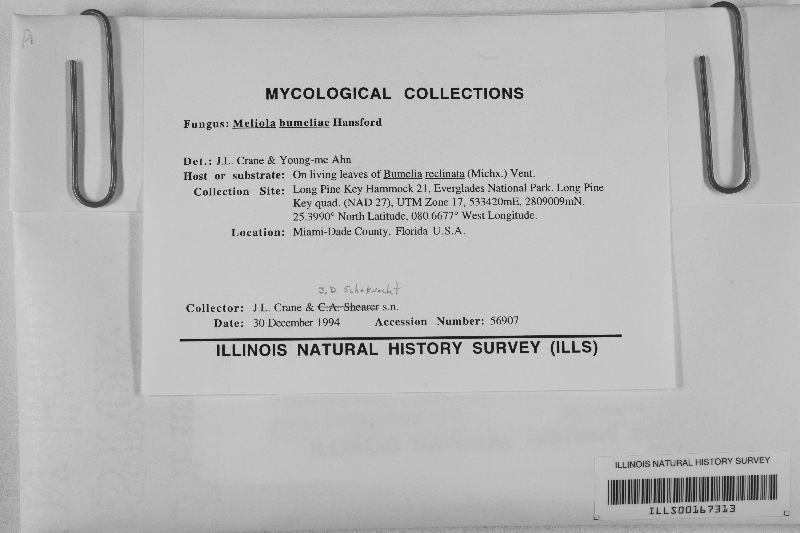 MYCOLOGICAL COLLECTIONS
Fungus: Meliola bumeliae Hansford
Det.: J.L. Crane & Young-me Ahn
Host or substrate: On living leaves of Bumelia reclinata (Michx.) Vent.
Collection Site: Long Pine Key Hammock 21, Everglades National Park. Long Pine
Key quad. (NAD 27), UTM Zone 17, 533420mE, 2809009mN.
25.3990° North Latitude, 080.6677° West Longitude.
Location: Miami-Dade County, Florida U.S.A.
J.D. Schoknecht
Collector: J.L. Crane & C.A. Shearer s.n.
Date: 30 December 1994 Accession Number: 56907
ILLINOIS NATURAL HISTORY SURVEY (ILLS)
ILLINOIS NATURAL HISTORY SURVEY
ILLS00167313